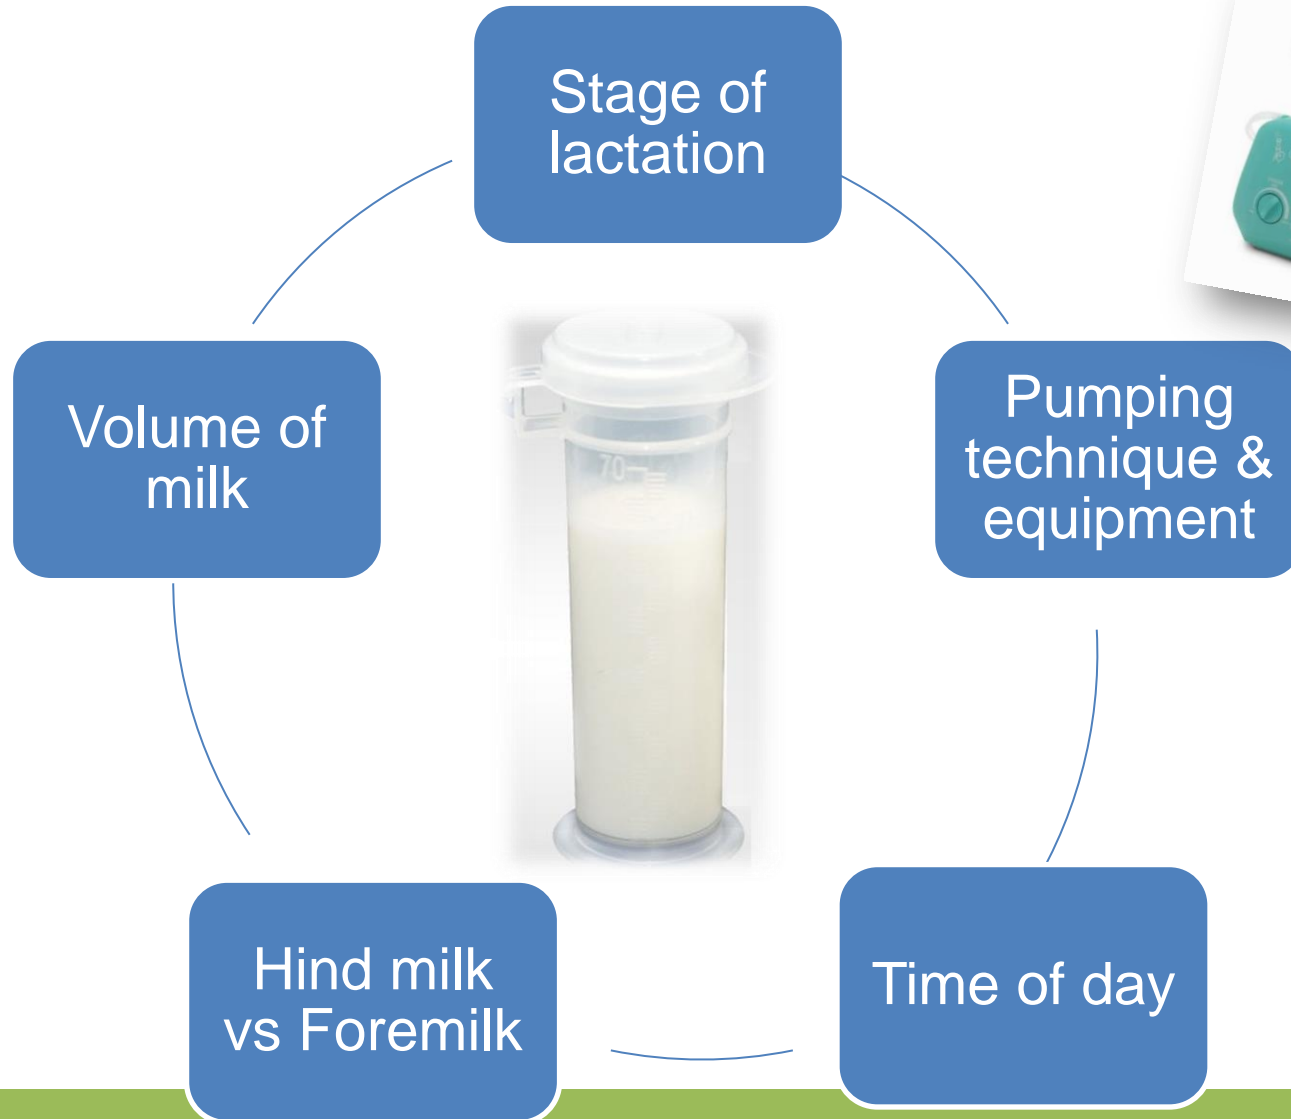 Stage of
lactation
Pumping
technique &
equipment
Volume of
milk
70
Hind milk
vs Foremilk
Time of day